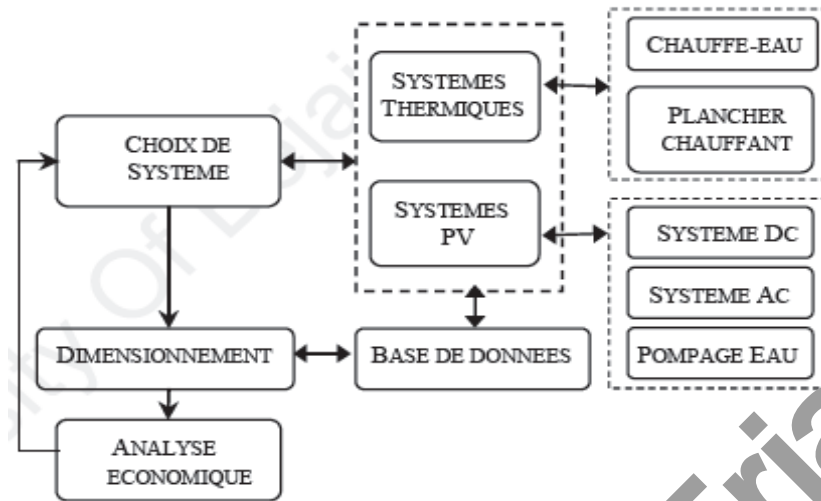 CHOIX DE
SYSTEME
SYSTEMES
THERMIQUES
SYSTEMES
PV
CHAUFFE-EAU
PLANCHER
CHAUFFANT
SYSTEME DC
SYSTEME AC
POMPAGE EAU
DIMENSIONNEMENT
BASE DE DONNEES
ANALYSE
ECONOMIQUE